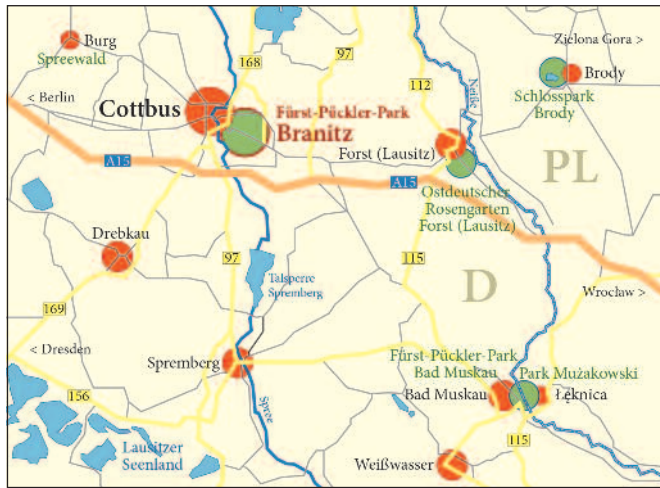 Burg
Spreewald
168
97
Zielona Gora >
Brody
Schlosspark
Brody
< Berlin
Cottbus
Fürst-Pückler-Park
Branitz
112
Neiße
Forst (Lausitz)
PL
A15
A15
Ostdeutscher
Rosengarten
Forst (Lausitz)
Drebkau
97
Talsperre
Spremberg
115
D
Wrocław >
169
< Dresden
Spremberg
Fürst-Pückler-Park
Bad Muskau
Park Mużakowski
Bad Muskau
Łęknica
156
Spree
Lausitzer
Seenland
115
Weißwasser